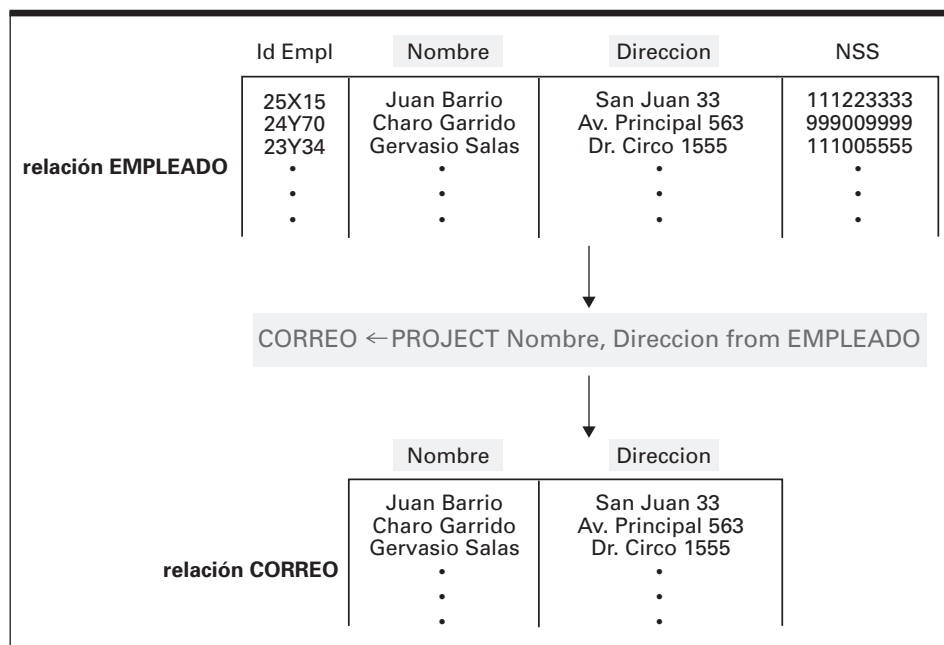 Id Empl Nombre Direccion NSS
25X15 Juan Barrio San Juan 33 111223333
24Y70 Charo Garrido Av. Principal 563 999009999
23Y34 Gervasio Salas Dr. Circo 1555 111005555
relación EMPLEADO
CORREO ← PROJECT Nombre, Direccion from EMPLEADO
Nombre Direccion
Juan Barrio San Juan 33
Charo Garrido Av. Principal 563
Gervasio Salas Dr. Circo 1555
relación CORREO